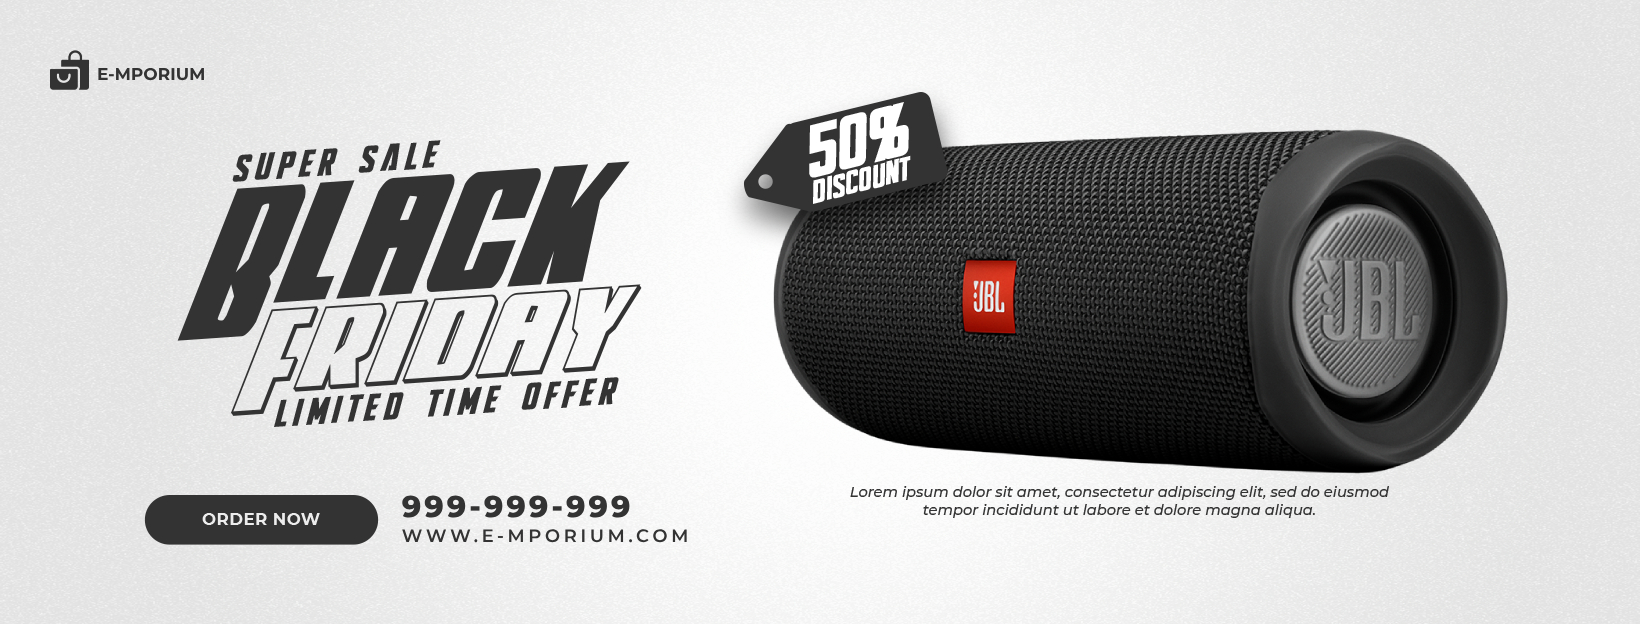 E-MPORIUM
SUPER SALE
BLACK
FRIDAY
LIMITED TIME OFFER
ORDER NOW
999-999-999
WWW.E-MPORIUM.COM
50%
DISCOUNT
JBL
JBL
Lorem ipsum dolor sit amet, consectetur adipiscing elit, sed do eiusmod
tempor incididunt ut labore et dolore magna aliqua.